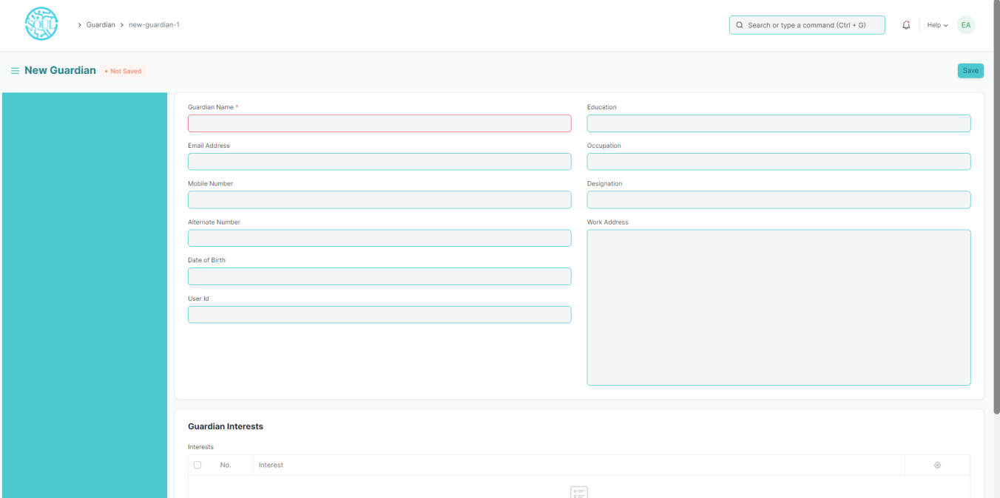 SOUL
Guardian new-guardian-1
Search or type a command (Ctrl + G)
Help
EA
New Guardian
• Not Saved
Save
Guardian Name *
Email Address
Mobile Number
Alternate Number
Date of Birth
User Id
Education
Occupation
Designation
Work Address
Guardian Interests
Interests
No. Interest